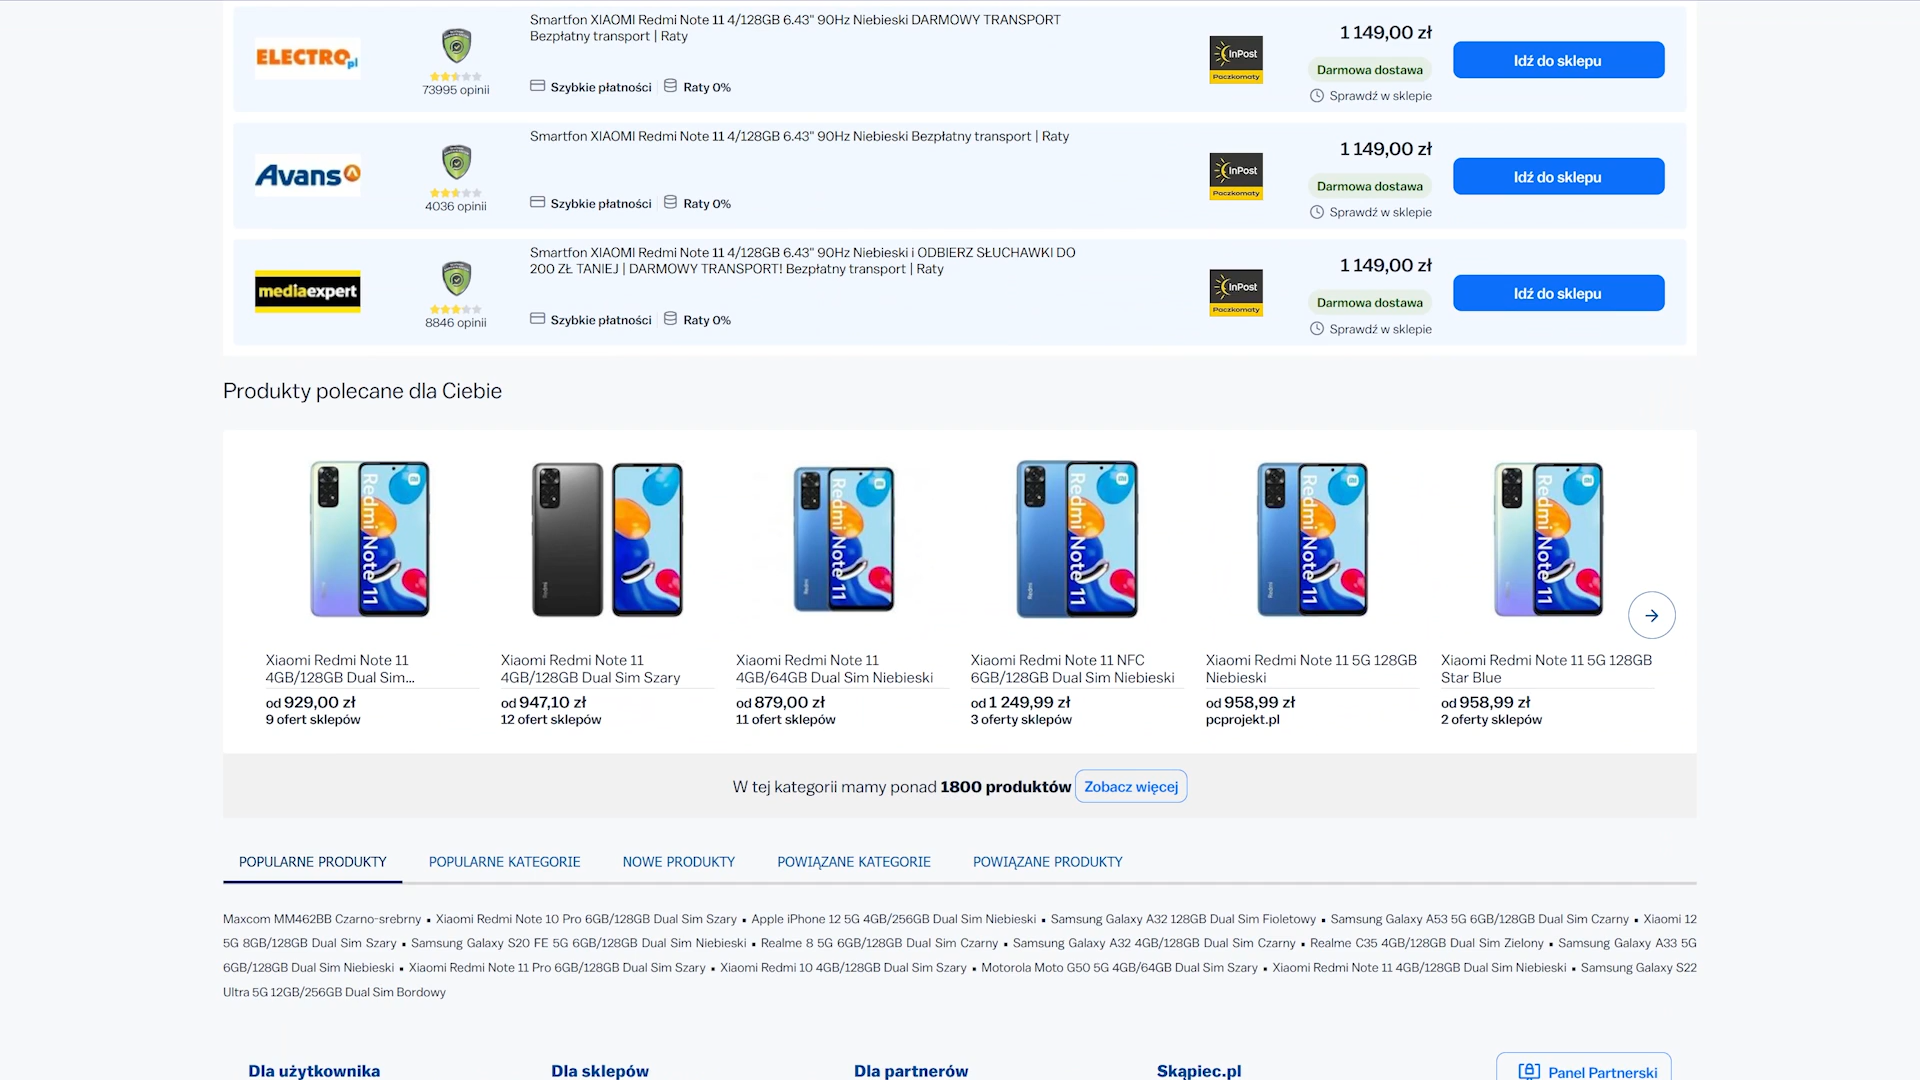 ELECTRO.pl
73995 opinii
Smartfon XIAOMI Redmi Note 11 4/128GB 6.43" 90Hz Niebieski DARMOWY TRANSPORT
Bezpłatny transport | Raty
Szybkie płatności
Raty 0%
InPost
Paczkomaty
1 149,00 zł
Darmowa dostawa
Sprawdź w sklepie
Idź do sklepu
Avans
4036 opinii
Smartfon XIAOMI Redmi Note 11 4/128GB 6.43" 90Hz Niebieski Bezpłatny transport | Raty
Szybkie płatności
Raty 0%
InPost
Paczkomaty
1 149,00 zł
Darmowa dostawa
Sprawdź w sklepie
Idź do sklepu
mediaexpert
8846 opinii
Smartfon XIAOMI Redmi Note 11 4/128GB 6.43" 90Hz Niebieski i ODBIERZ SŁUCHAWKI DO
200 ZŁ TANIEJ | DARMOWY TRANSPORT! Bezpłatny transport | Raty
Szybkie płatności
Raty 0%
InPost
Paczkomaty
1 149,00 zł
Darmowa dostawa
Sprawdź w sklepie
Idź do sklepu
Produkty polecane dla Ciebie
Redmi Note 11
Redmi Note 11
Redmi Note 11
Redmi Note 11
Redmi Note 11
Xiaomi Redmi Note 11
4GB/128GB Dual Sim...
od 929,00 zł
9 ofert sklepów
Xiaomi Redmi Note 11
4GB/128GB Dual Sim Szary
od 947,10 zł
12 ofert sklepów
Xiaomi Redmi Note 11
4GB/64GB Dual Sim Niebieski
od 879,00 zł
11 ofert sklepów
Xiaomi Redmi Note 11 NFC
6GB/128GB Dual Sim Niebieski
od 1 249,99 zł
3 oferty sklepów
Xiaomi Redmi Note 11 5G 128GB
Niebieski
od 958,99 zł
pcprojekt.pl
Xiaomi Redmi Note 11 5G 128GB
Star Blue
od 958,99 zł
2 oferty sklepów
W tej kategorii mamy ponad 1800 produktów Zobacz więcej
POPULARNE PRODUKTY
POPULARNE KATEGORIE
NOWE PRODUKTY
POWIĄZANE KATEGORIE
POWIĄZANE PRODUKTY
Maxcom MM462BB Czarno-srebrny ▪ Xiaomi Redmi Note 10 Pro 6GB/128GB Dual Sim Szary ▪ Apple iPhone 12 5G 4GB/256GB Dual Sim Niebieski ▪ Samsung Galaxy A32 128GB Dual Sim Fioletowy ▪ Samsung Galaxy A53 5G 6GB/128GB Dual Sim Czarny ▪ Xiaomi 12
5G 8GB/128GB Dual Sim Szary ▪ Samsung Galaxy S20 FE 5G 6GB/128GB Dual Sim Niebieski ▪ Realme 8 5G 6GB/128GB Dual Sim Czarny ▪ Samsung Galaxy A32 4GB/128GB Dual Sim Czarny ▪ Realme C35 4GB/128GB Dual Sim Zielony ▪ Samsung Galaxy A33 5G
6GB/128GB Dual Sim Niebieski ▪ Xiaomi Redmi Note 11 Pro 6GB/128GB Dual Sim Szary ▪ Xiaomi Redmi 10 4GB/128GB Dual Sim Szary ▪ Motorola Moto G50 5G 4GB/64GB Dual Sim Szary ▪ Xiaomi Redmi Note 11 4GB/128GB Dual Sim Niebieski ▪ Samsung Galaxy S22
Ultra 5G 12GB/256GB Dual Sim Bordowy
Dla użytkownika
Dla sklepów
Dla partnerów
Skąpiec.pl
Panel Partnerski